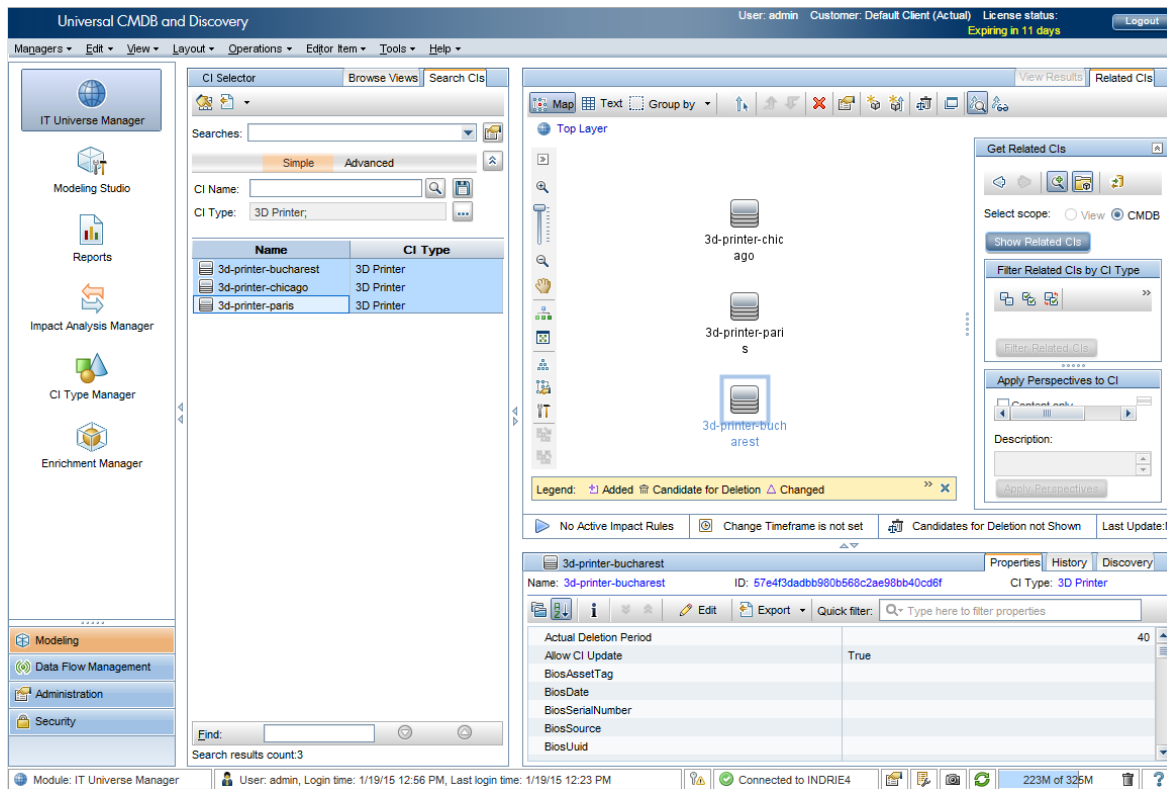 Universal CMDB and Discovery
User: admin Customer: Default Client (Actual) License status:
Expiring in 11 days
Logout
Managers Edit View Layout Operations Editor Item Tools Help
IT Universe Manager
Modeling Studio
Reports
Impact Analysis Manager
CI Type Manager
Enrichment Manager
Modeling
Data Flow Management
Administration
Security
CI Selector Browse Views Search CIs
Searches:
Simple Advanced
CI Name:
CI Type: 3D Printer; ...
Name CI Type
3d-printer-bucharest 3D Printer
3d-printer-chicago 3D Printer
3d-printer-paris 3D Printer
Find:
Search results count:3
View Results Related CIs
Map Text Group by
Top Layer
3d-printer-chic
ago
3d-printer-pari
s
3d-printer-buch
arest
Legend: Added Candidate for Deletion Changed
Get Related CIs
Select scope: View CMDB
Show Related CIs
Filter Related CIs by CI Type
Filter Related CIs
Apply Perspectives to CI
Content only
Description:
Apply Perspectives
No Active Impact Rules Change Timeframe is not set Candidates for Deletion not Shown Last Update:
3d-printer-bucharest Properties History Discovery
Name: 3d-printer-bucharest ID: 57e4f3dadbb980b568c2ae98bb40cd6f CI Type: 3D Printer
Edit Export Quick filter: Type here to filter properties
Actual Deletion Period 40
Allow CI Update True
BiosAssetTag
BiosDate
BiosSerialNumber
BiosSource
BiosUuid
Module: IT Universe Manager User: admin, Login time: 1/19/15 12:56 PM, Last login time: 1/19/15 12:23 PM Connected to INDRIE4 223M of 325M